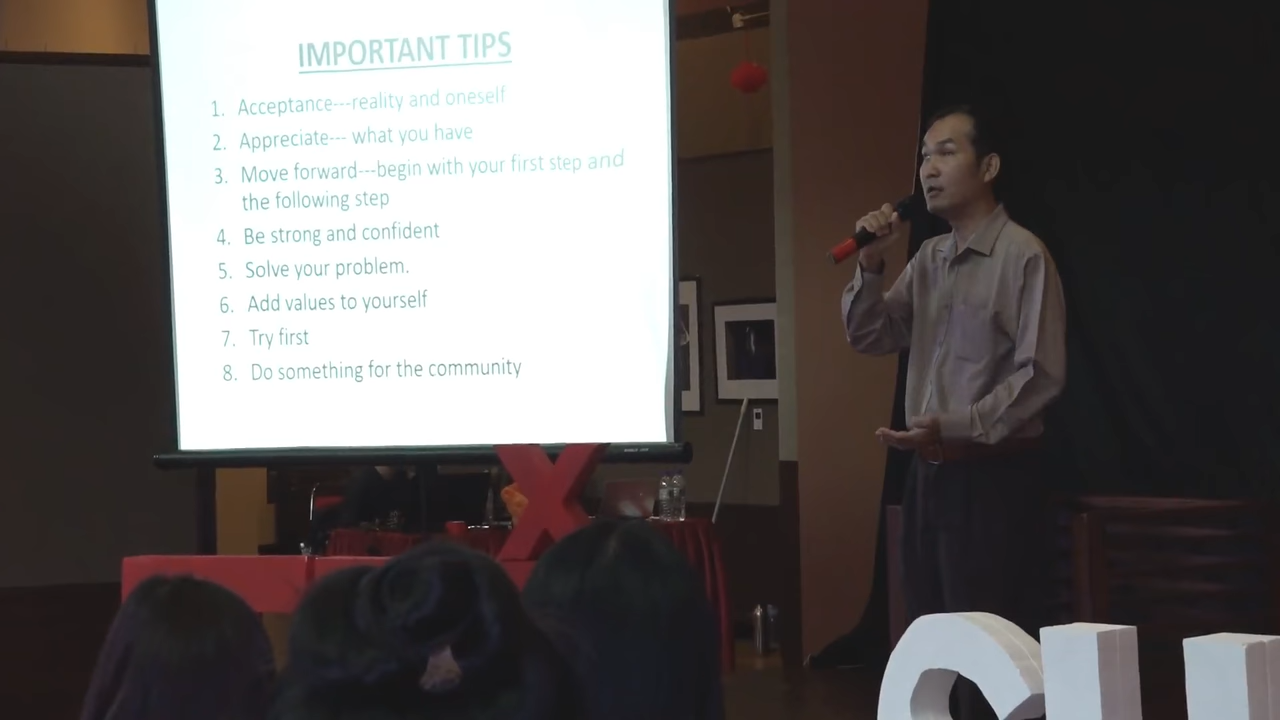 IMPORTANT TIPS
1. Acceptance---reality and oneself
2. Appreciate--- what you have
3. Move forward---begin with your first step and
the following step
4. Be strong and confident
5. Solve your problem.
6. Add values to yourself
7. Try first
8. Do something for the community
X